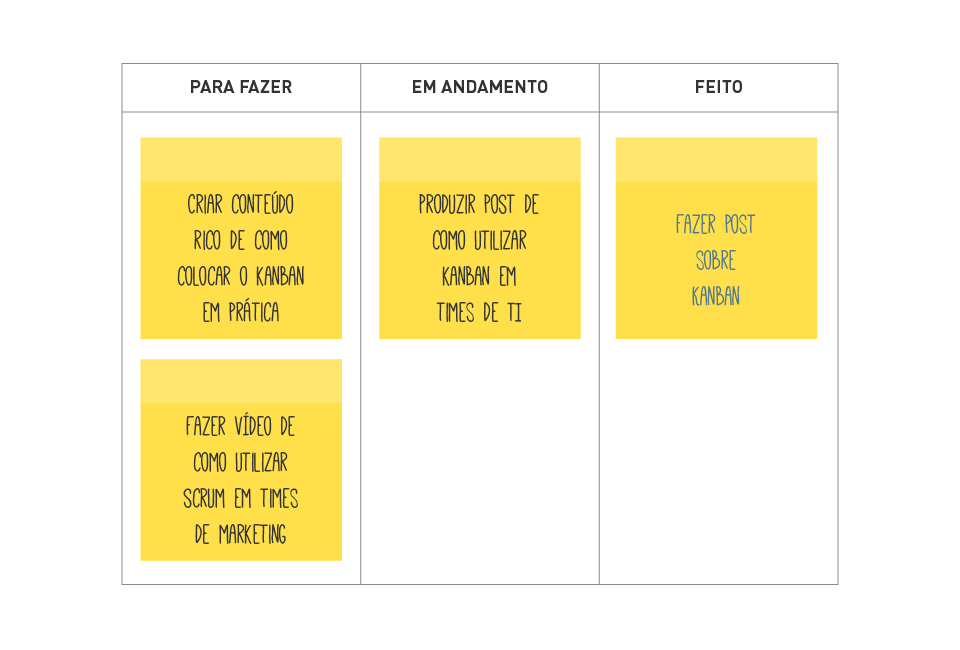 PARA FAZER
EM ANDAMENTO
FEITO
CRIAR CONTEÚDO
RICO DE COMO
COLOCAR O KANBAN
EM PRÁTICA
FAZER VÍDEO DE
COMO UTILIZAR
SCRUM EM TIMES
DE MARKETING
PRODUZIR POST DE
COMO UTILIZAR
KANBAN EM
TIMES DE TI
FAZER POST
SOBRE
KANBAN